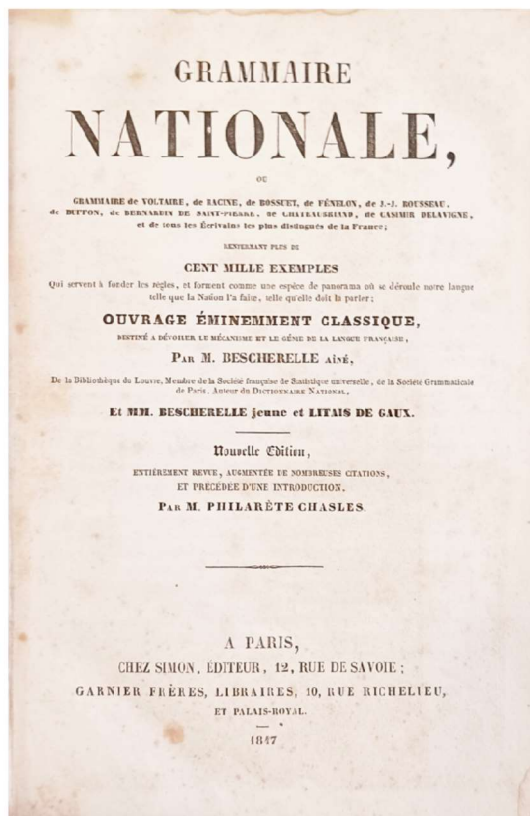 GRAMMAIRE
NATIONALE,
OU
GRAMMAIRE de VOLTAIRE, de RACINE, de BOSSUET, de FÉNELON, de J.-J. ROUSSEAU,
de BUFFON, de BERNARDIN DE SAINT-PIERRE, de CHATEAUBRIAND, de CASIMIR DELAVIGNE,
et de tous les Écrivains les plus distingués de la France;
RENFERMANT PLUS DE
CENT MILLE EXEMPLES
Qui servent à fonder les règles, et forment comme une espèce de panorama où se déroule notre langue
telle que la Nation l'a faite, telle qu'elle doit la parler;
OUVRAGE ÉMINEMMENT CLASSIQUE,
DESTINÉ A DÉVOILER LE MÉCANISME ET LE GÉNIE DE LA LANGUE FRANÇAISE,
PAR M. BESCHERELLE AÎNÉ,
De la Bibliothèque du Louvre, Membre de la Société française de Statistique universelle, de la Société Grammaticale
de Paris, Auteur du DICTIONNAIRE NATIONAL,
Et MM. BESCHERELLE jeune et LITAIS DE GAUX.
Nouvelle Edition,
ENTIÈREMENT REVUE, AUGMENTÉE DE NOMBREUSES CITATIONS,
ET PRÉCÉDÉE D'UNE INTRODUCTION.
PAR M. PHILARÈTE CHASLES
A PARIS,
CHEZ SIMON, ÉDITEUR, 12, RUE DE SAVOIE;
GARNIER FRÈRES, LIBRAIRES, 10, RUE RICHELIEU,
ET PALAIS-ROYAL.
1847